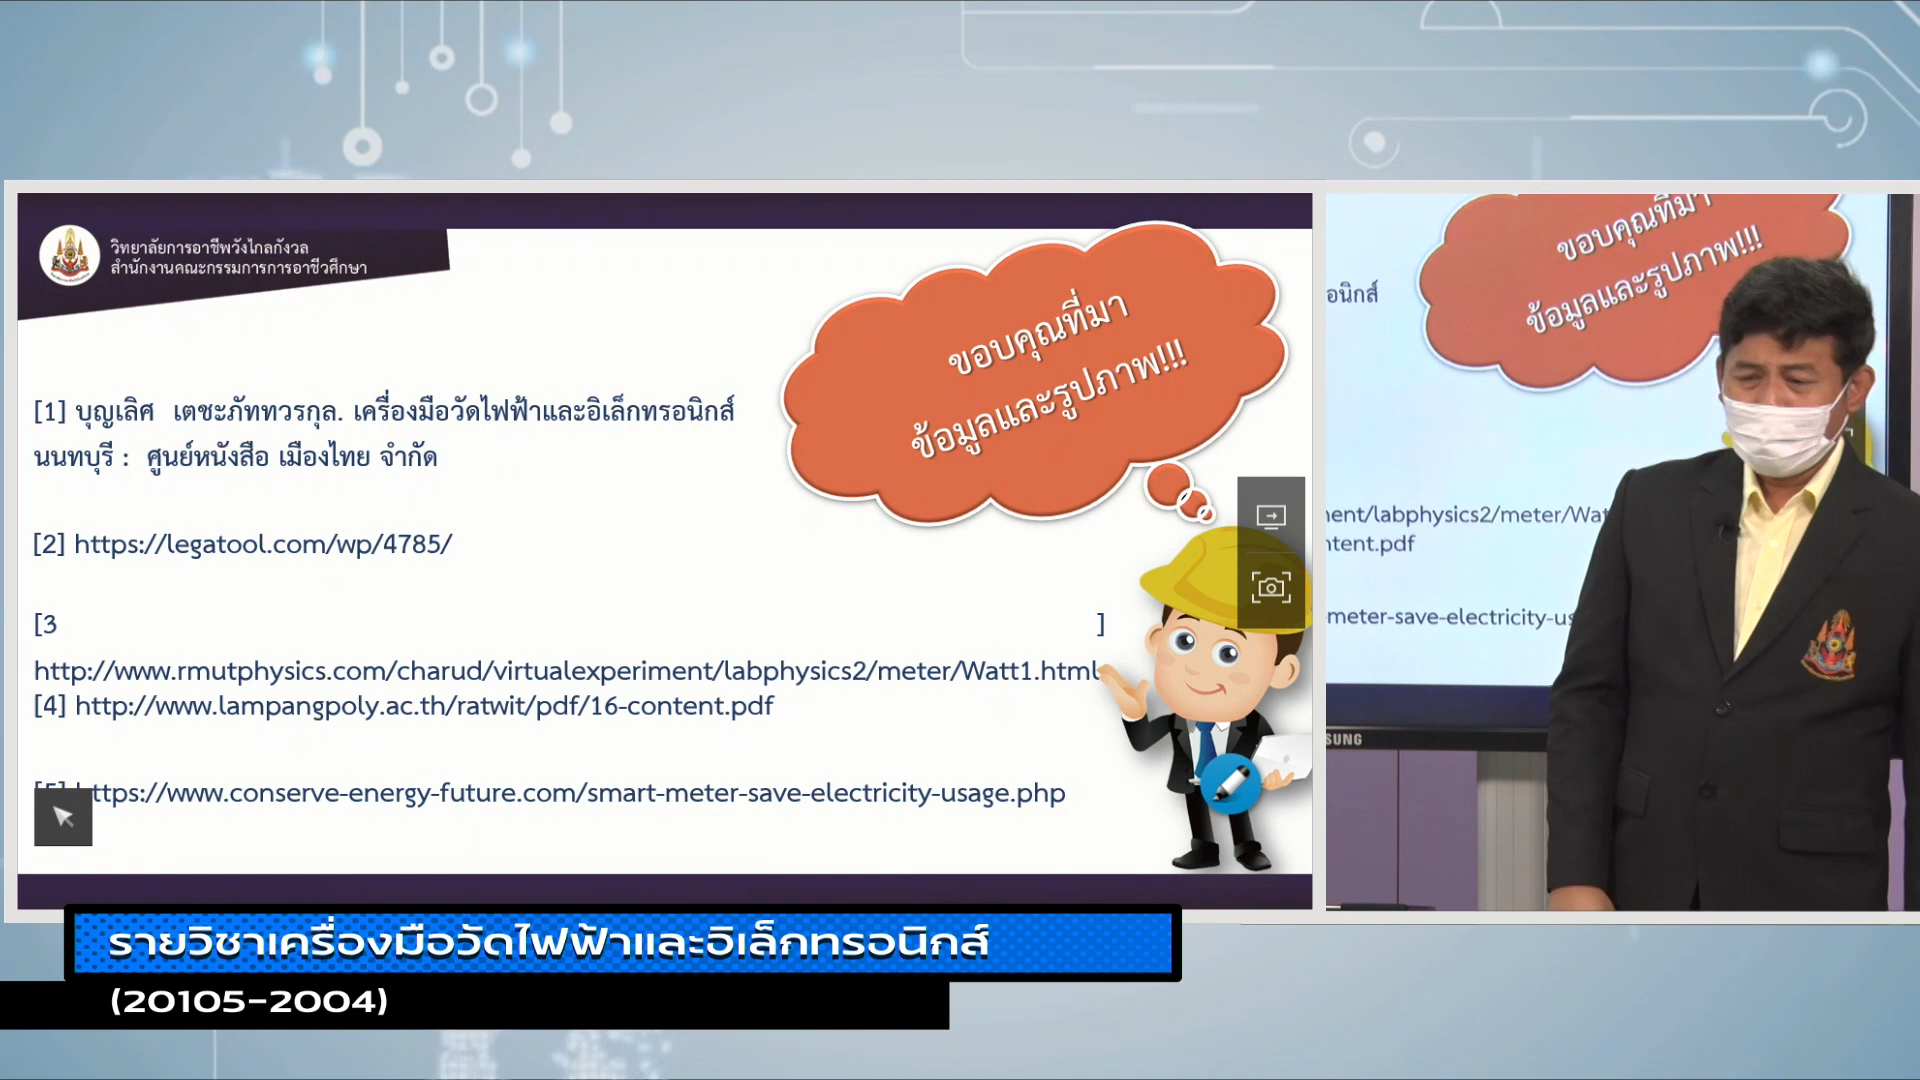 วิทยาลัยการอาชีพวังไกลกังวล
สำนักงานคณะกรรมการการอาชีวศึกษา
ขอบคุณที่มา
ข้อมูลและรูปภาพ!!!
[1] บุญเลิศ เตชะภัททวรกุล. เครื่องมือวัดไฟฟ้าและอิเล็กทรอนิกส์
นนทบุรี : ศูนย์หนังสือ เมืองไทย จำกัด
[2] https://legatool.com/wp/4785/
[3 ]
http://www.rmutphysics.com/charud/virtualexperiment/labphysics2/meter/Watt1.html
[4] http://www.lampangpoly.ac.th/ratwit/pdf/16-content.pdf
[5] https://www.conserve-energy-future.com/smart-meter-save-electricity-usage.php
ขอบคุณที่มา
ข้อมูลและรูปภาพ!!!
อนิกส์
ment/labphysics2/meter/Wat
ntent.pdf
-meter-save-electricity-us
SUNG
รายวิชาเครื่องมือวัดไฟฟ้าและอิเล็กทรอนิกส์
(20105-2004)